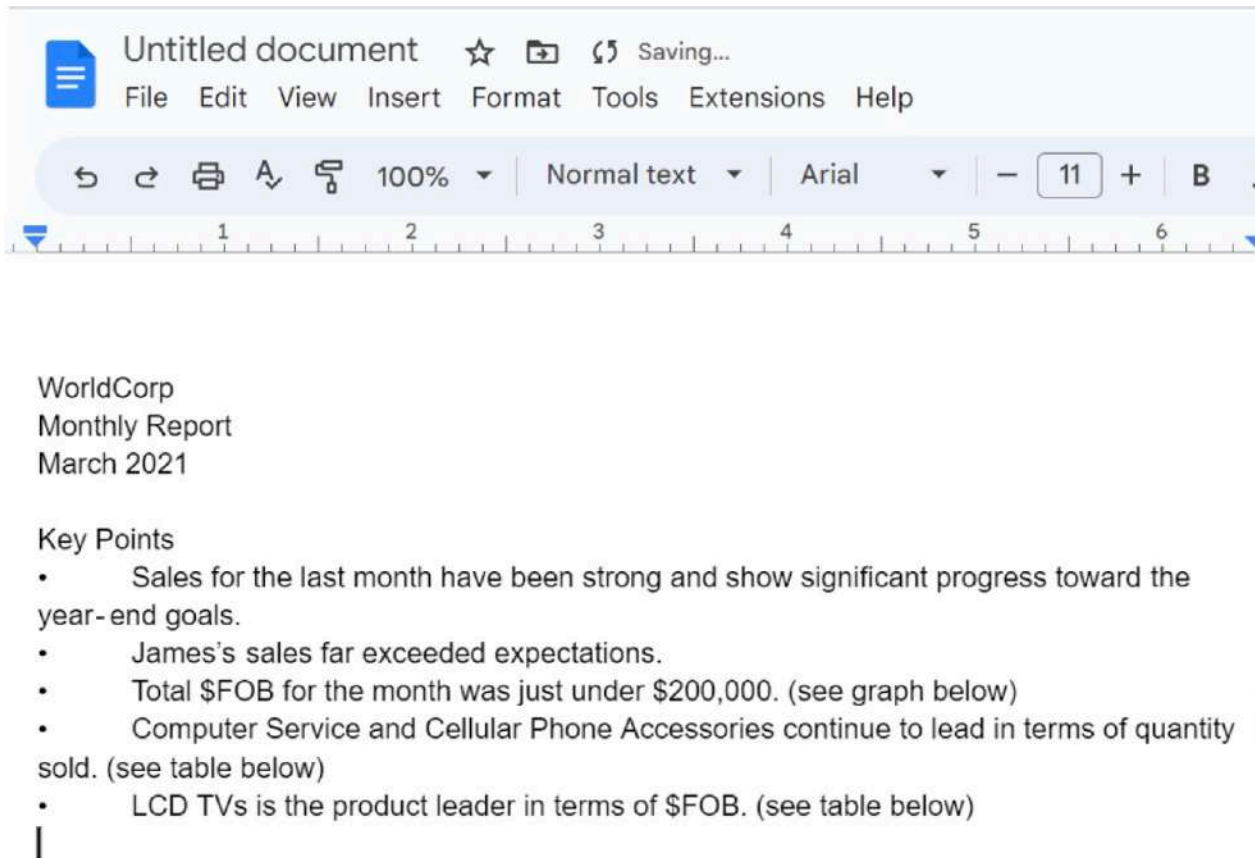 Untitled document Saving...
File Edit View Insert Format Tools Extensions Help
100% Normal text Arial − 11 + B
1 2 3 4 5 6
WorldCorp
Monthly Report
March 2021
Key Points
• Sales for the last month have been strong and show significant progress toward the
year-end goals.
• James’s sales far exceeded expectations.
• Total $FOB for the month was just under $200,000. (see graph below)
• Computer Service and Cellular Phone Accessories continue to lead in terms of quantity
sold. (see table below)
• LCD TVs is the product leader in terms of $FOB. (see table below)